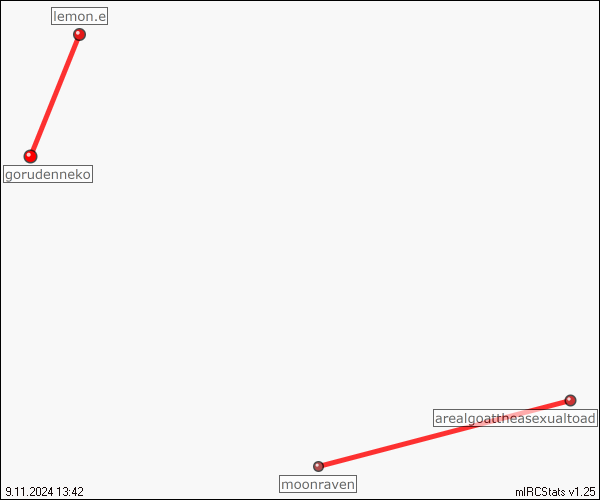 lemon.e
gorudenneko
arealgoattheasexualtoad
moonraven
9.11.2024 13:42
mIRCStats v1.25